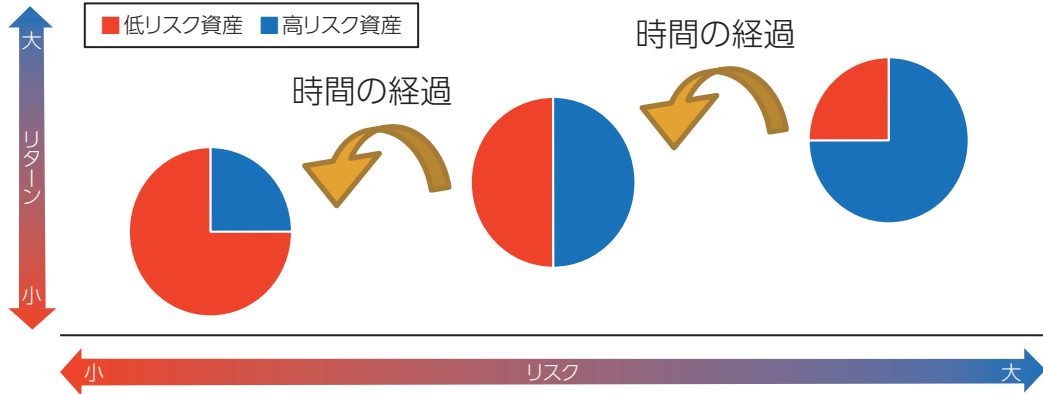 大
リターン
小
低リスク資産 高リスク資産
時間の経過
時間の経過
小 リスク 大